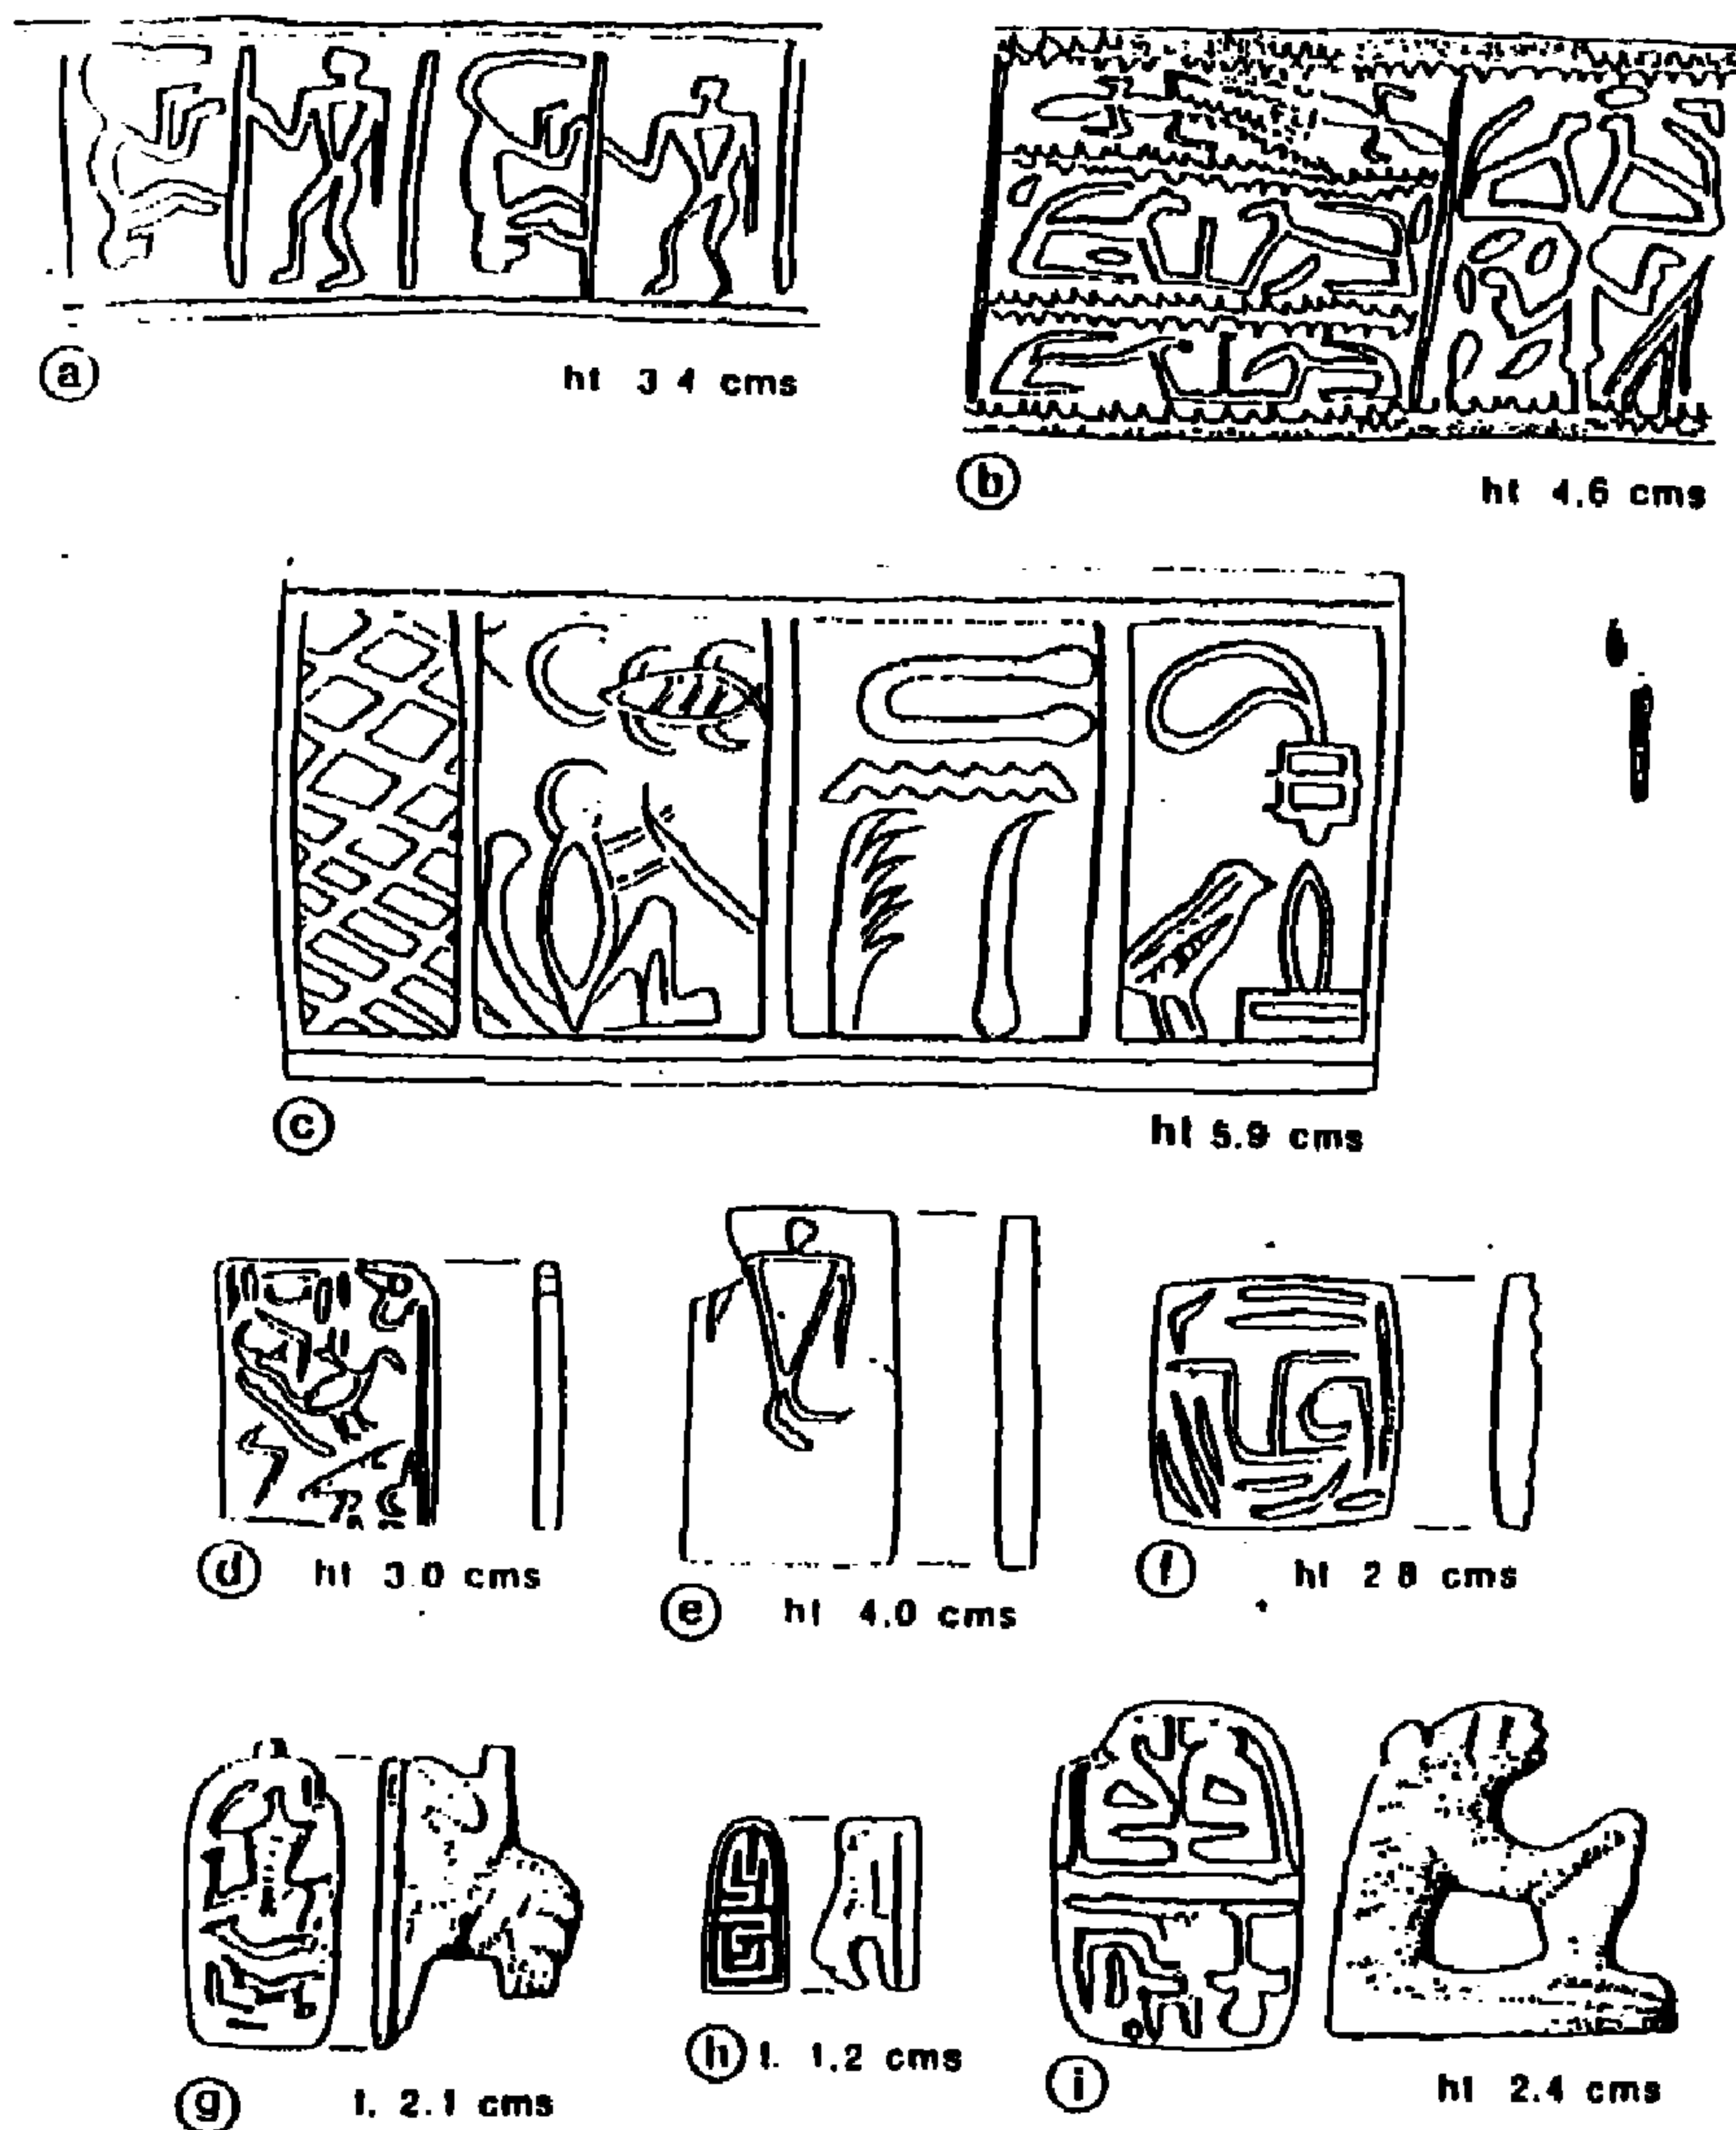 a
ht 3 4 cms
b
ht 4.6 cms
c
ht 5.9 cms
d
ht 3.0 cms
e
ht 4.0 cms
f
ht 2 8 cms
g
l. 2.1 cms
h
l. 1.2 cms
i
ht 2.4 cms